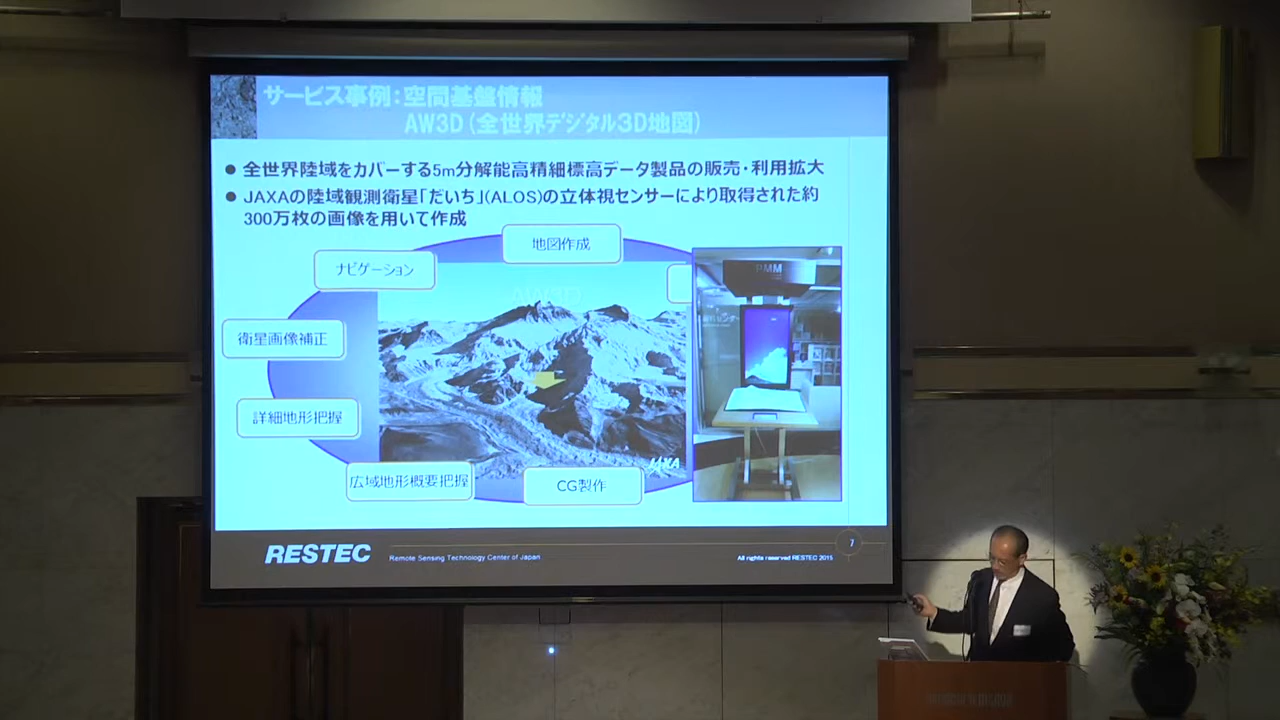 サービス事例：空間基盤情報
AW3D（全世界デジタル３D地図）
● 全世界陸域をカバーする5m分解能高精細標高データ製品の販売・利用拡大
● JAXAの陸域観測衛星「だいち」(ALOS)の立体視センサーにより取得された約
300万枚の画像を用いて作成
地図作成
ナビゲーション
AW3D
PMM
衛星画像補正
詳細地形把握
JAXA
広域地形概要把握
CG製作
RESTEC
Remote Sensing Technology Center of Japan
All rights reserved RESTEC 2015
7